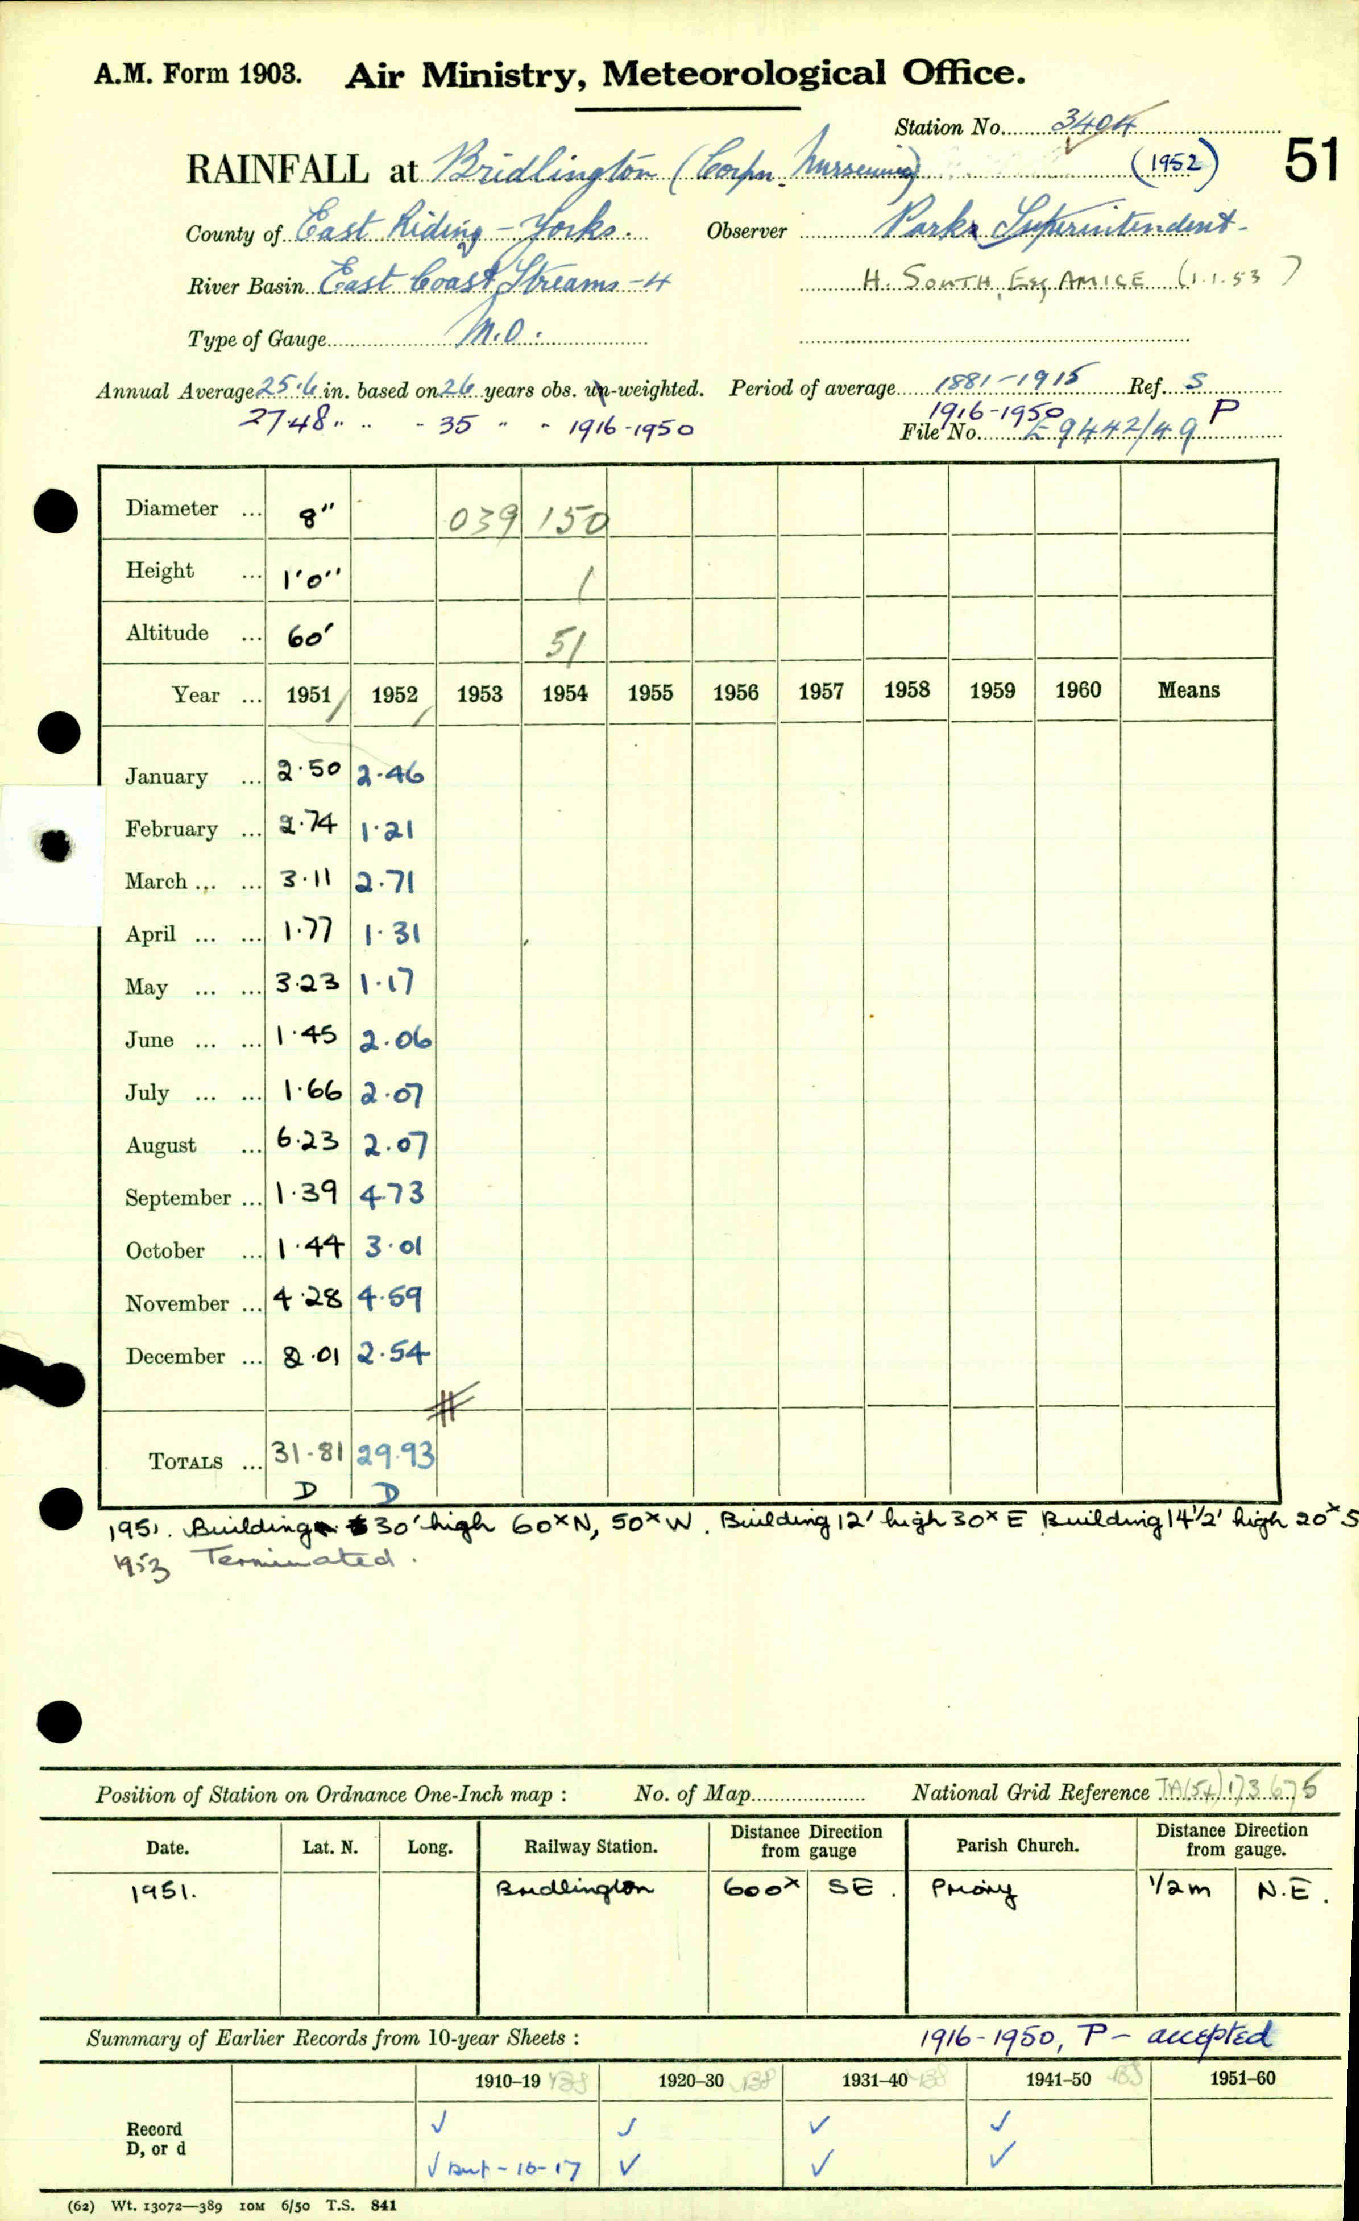 A.M. Form 1903. Air Ministry, Meteorological Office.
Station No. 3404
RAINFALL at Bridlington (Corpn. Nurseries) (1952) 51
County of East Riding - Yorks. Observer Parks Superintendent.
River Basin East Coast Streams - 4 H. SOUTH, Esq AMICE (1.1.53)
Type of Gauge M.O.
Annual Average 25.6 in. based on 26 years obs. un-weighted. Period of average 1881-1915 Ref. S
27.48 " " - 35 " " 1916-1950 1916-1950 P
File No. E9442/49
Diameter ... 8" 039 150
Height ... 1'0" 1
Altitude ... 60' 51
Year ... 1951 1952 1953 1954 1955 1956 1957 1958 1959 1960 Means
January ... 2.50 2.46
February ... 2.74 1.21
March ... ... 3.11 2.71
April ... ... 1.77 1.31
May ... ... 3.23 1.17
June ... ... 1.45 2.06
July ... ... 1.66 2.07
August ... 6.23 2.07
September ... 1.39 4.73
October ... 1.44 3.01
November ... 4.28 4.59
December ... 2.01 2.54
TOTALS ... 31.81 29.93
D D
1951. Building 30' high 60x N, 50x W. Building 12' high 30x E Building 14½' high 20x S
1953 Terminated.
Position of Station on Ordnance One-Inch map : No. of Map National Grid Reference TA(54)173675
Date. Lat. N. Long. Railway Station. Distance Direction from gauge Parish Church. Distance Direction from gauge.
1951. Bridlington 600x SE. Priory 1/2 m N.E.
Summary of Earlier Records from 10-year Sheets : 1916-1950, P - accepted
1910–19 1920–30 1931–40 1941–50 1951–60
Record ✓ ✓ ✓ ✓
D, or d ✓ but - 16-17 ✓ ✓ ✓
(62) Wt. 13072—389 10M 6/50 T.S. 841